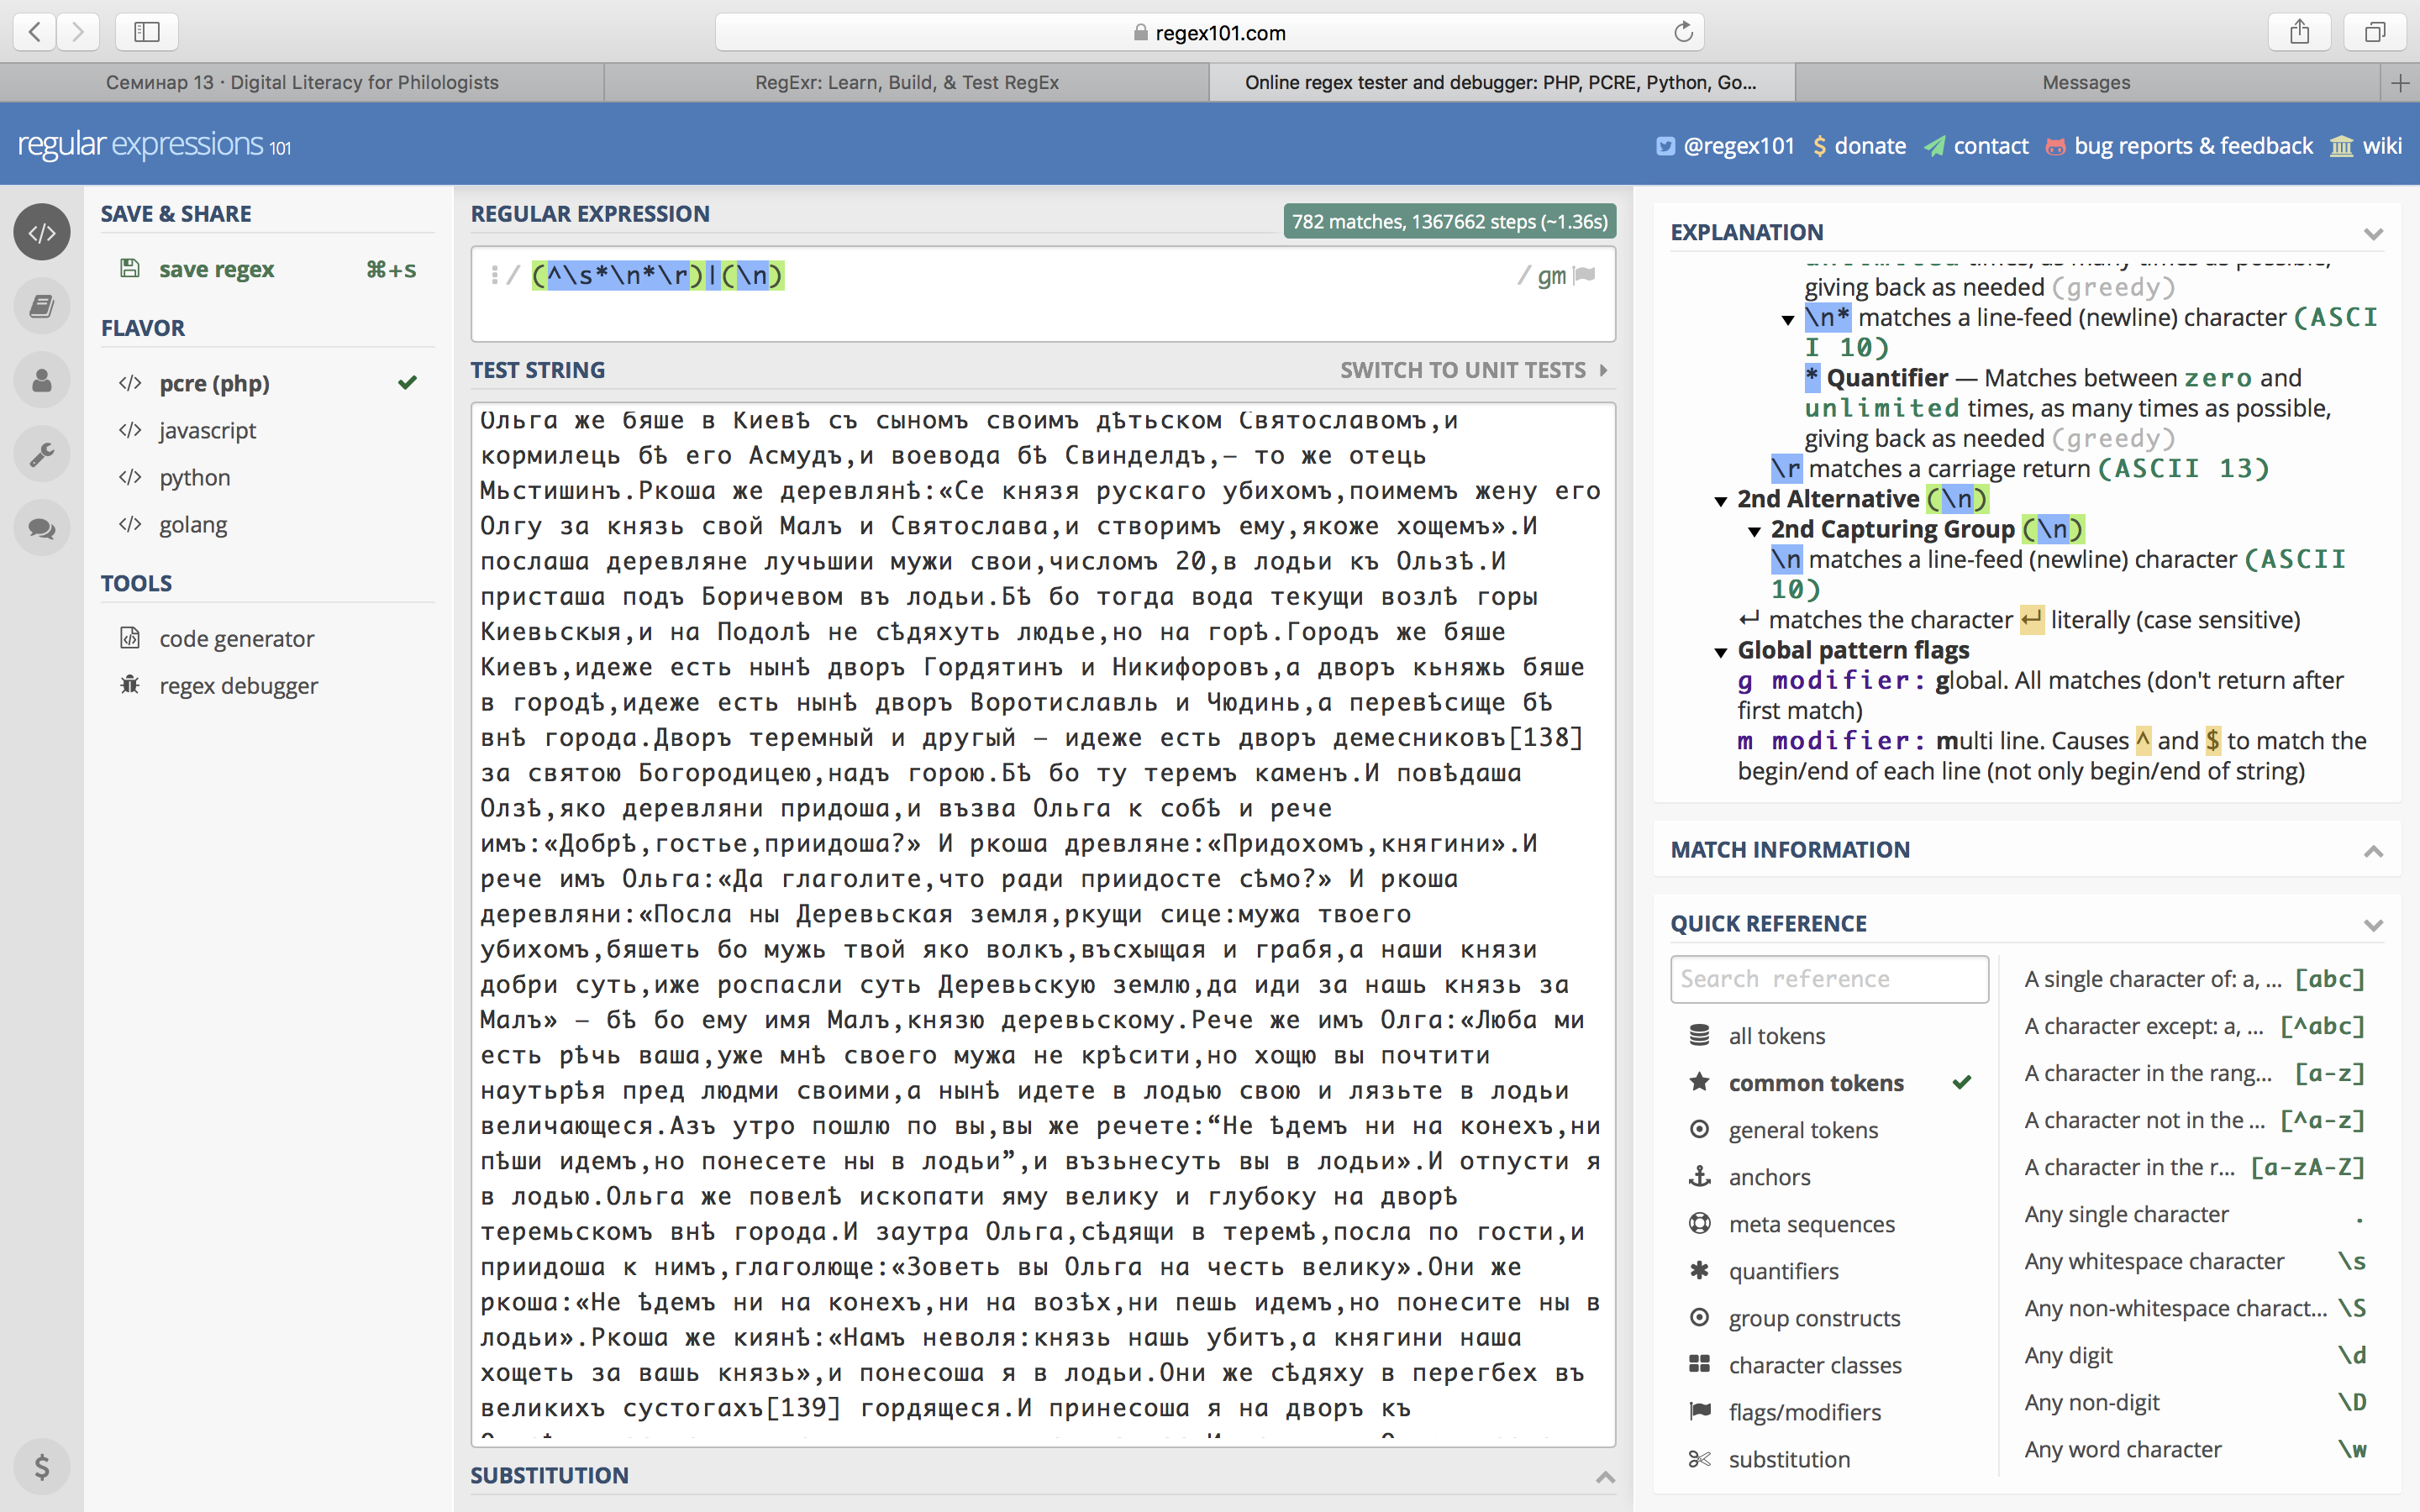 regex101.com
Семинар 13 · Digital Literacy for Philologists
RegExr: Learn, Build, & Test RegEx
Online regex tester and debugger: PHP, PCRE, Python, Go...
Messages
regular expressions 101
@regex101
donate
contact
bug reports & feedback
wiki
SAVE & SHARE
save regex ⌘+s
FLAVOR
</> pcre (php)
</> javascript
</> python
</> golang
TOOLS
code generator
regex debugger
$
REGULAR EXPRESSION
782 matches, 1367662 steps (~1.36s)
/ (^\s*\n*\r)|(\n) / gm
TEST STRING
SWITCH TO UNIT TESTS
Ольга же бяше в Киевѣ съ сыномъ своимъ дѣтьском Святославомъ,и
кормилець бѣ его Асмудъ,и воевода бѣ Свинделдъ,— то же отець
Мьстишинъ.Ркоша же деревлянѣ:«Се князя рускаго убихомъ,поимемъ жену его
Олгу за князь свой Малъ и Святослава,и створимъ ему,якоже хощемъ».И
послаша деревляне лучьшии мужи свои,числомъ 20,в лодьи къ Ользѣ.И
присташа подъ Боричевом въ лодьи.Бѣ бо тогда вода текущи возлѣ горы
Киевьскыя,и на Подолѣ не сѣдяхуть людье,но на горѣ.Городъ же бяше
Киевъ,идеже есть нынѣ дворъ Гордятинъ и Никифоровъ,а дворъ кьняжь бяше
в городѣ,идеже есть нынѣ дворъ Воротиславль и Чюдинь,а перевѣсище бѣ
внѣ города.Дворъ теремный и другый — идеже есть дворъ демесниковъ[138]
за святою Богородицею,надъ горою.Бѣ бо ту теремъ каменъ.И повѣдаша
Олзѣ,яко деревляни придоша,и възва Ольга к собѣ и рече
имъ:«Добрѣ,гостье,приидоша?» И ркоша древляне:«Придохомъ,княгини».И
рече имъ Ольга:«Да глаголите,что ради приидосте сѣмо?» И ркоша
деревляни:«Посла ны Деревьская земля,ркущи сице:мужа твоего
убихомъ,бяшеть бо мужь твой яко волкъ,въсхыщая и грабя,а наши князи
добри суть,иже роспасли суть Деревьскую землю,да иди за нашь князь за
Малъ» — бѣ бо ему имя Малъ,князю деревьскому.Рече же имъ Олга:«Люба ми
есть рѣчь ваша,уже мнѣ своего мужа не крѣсити,но хощю вы почтити
наутьрѣя пред людми своими,а нынѣ идете в лодью свою и лязьте в лодьи
величающеся.Азъ утро пошлю по вы,вы же речете:“Не ѣдемъ ни на конехъ,ни
пѣши идемъ,но понесете ны в лодьи”,и възьнесуть вы в лодьи».И отпусти я
в лодью.Ольга же повелѣ ископати яму велику и глубоку на дворѣ
теремьскомъ внѣ города.И заутра Ольга,сѣдящи в теремѣ,посла по гости,и
приидоша к нимъ,глаголюще:«Зоветь вы Ольга на честь велику».Они же
ркоша:«Не ѣдемъ ни на конехъ,ни на возѣх,ни пешь идемъ,но понесите ны в
лодьи».Ркоша же кияnѣ:«Намъ неволя:князь нашь убитъ,а княгини наша
хощеть за вашь князь»,и понесоша я в лодьи.Они же сѣдяху в перегбех въ
великихъ сустогахъ[139] гордящеся.И принесоша я на дворъ къ
SUBSTITUTION
EXPLANATION
unlimited times, as many times as possible,
giving back as needed (greedy)
\n* matches a line-feed (newline) character (ASCI
I 10)
* Quantifier — Matches between zero and
unlimited times, as many times as possible,
giving back as needed (greedy)
\r matches a carriage return (ASCII 13)
2nd Alternative (\n)
2nd Capturing Group (\n)
\n matches a line-feed (newline) character (ASCII
10)
↵ matches the character ↵ literally (case sensitive)
Global pattern flags
g modifier: global. All matches (don't return after
first match)
m modifier: multi line. Causes ^ and $ to match the
begin/end of each line (not only begin/end of string)
MATCH INFORMATION
QUICK REFERENCE
Search reference
all tokens
common tokens
general tokens
anchors
meta sequences
quantifiers
group constructs
character classes
flags/modifiers
substitution
A single character of: a, ... [abc]
A character except: a, ... [^abc]
A character in the rang... [a-z]
A character not in the ... [^a-z]
A character in the r... [a-zA-Z]
Any single character .
Any whitespace character \s
Any non-whitespace charact... \S
Any digit \d
Any non-digit \D
Any word character \w